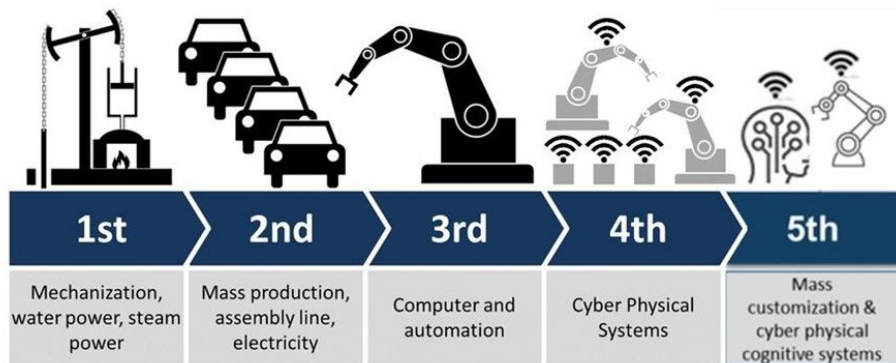 1st
2nd
3rd
4th
5th
Mechanization,
water power, steam
power
Mass production,
assembly line,
electricity
Computer and
automation
Cyber Physical
Systems
Mass
customization &
cyber physical
cognitive systems